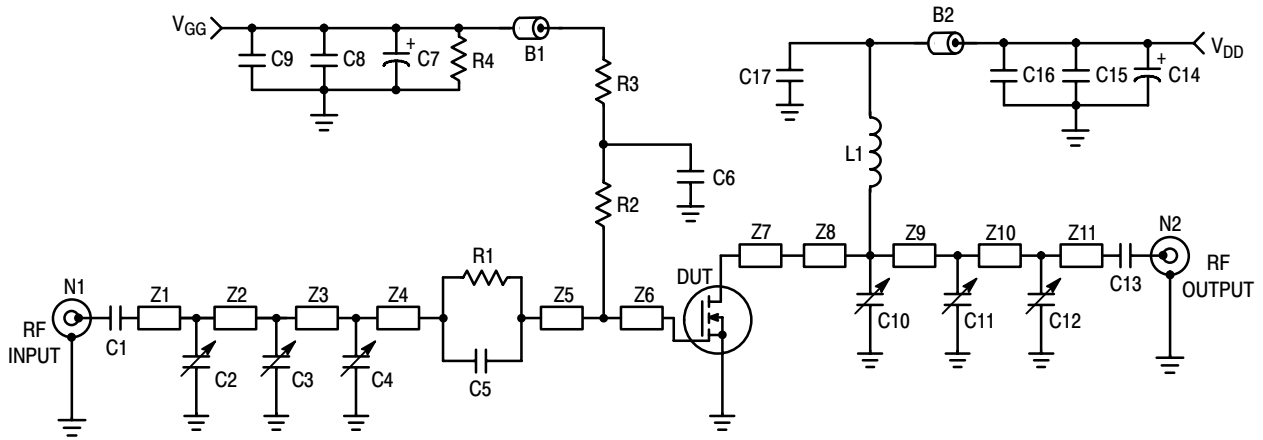 VGG
C9
C8
+
C7
R4
B1
R3
C6
R2
B2
VDD
C17
C16
C15
+
C14
L1
N1
RF
INPUT
C1
Z1
Z2
Z3
Z4
R1
C5
Z5
Z6
C2
C3
C4
DUT
Z7
Z8
Z9
Z10
Z11
C10
C11
C12
C13
N2
RF
OUTPUT